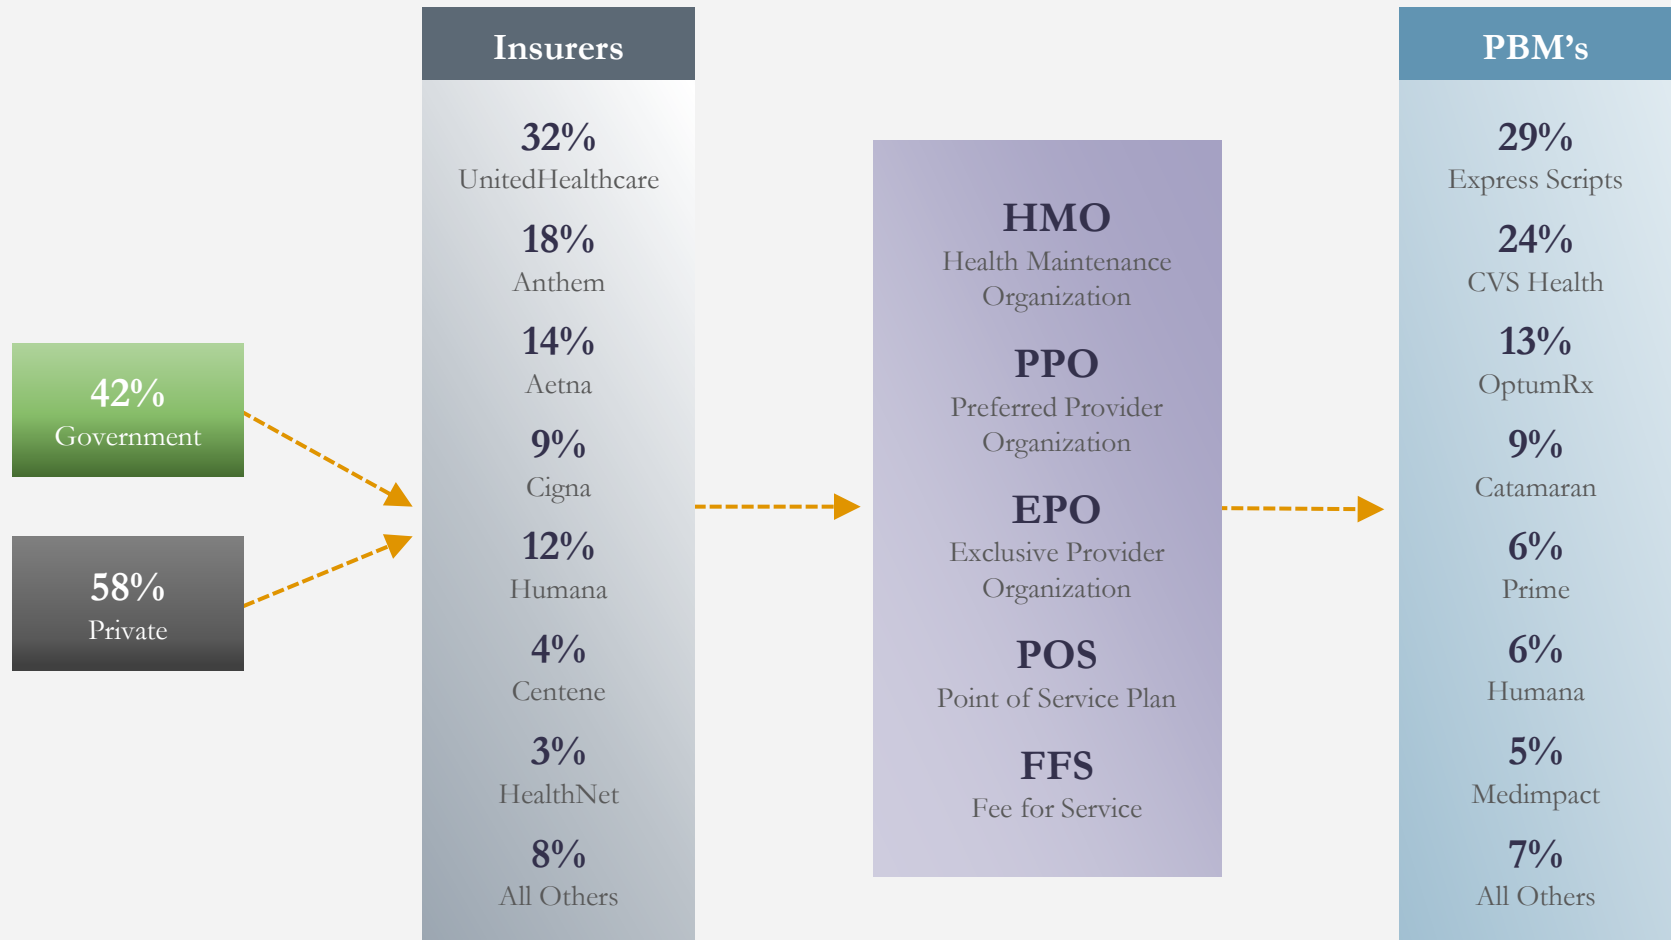 42%
Government
58%
Private
Insurers
32%
UnitedHealthcare
18%
Anthem
14%
Aetna
9%
Cigna
12%
Humana
4%
Centene
3%
HealthNet
8%
All Others
HMO
Health Maintenance
Organization
PPO
Preferred Provider
Organization
EPO
Exclusive Provider
Organization
POS
Point of Service Plan
FFS
Fee for Service
PBM’s
29%
Express Scripts
24%
CVS Health
13%
OptumRx
9%
Catamaran
6%
Prime
6%
Humana
5%
Medimpact
7%
All Others